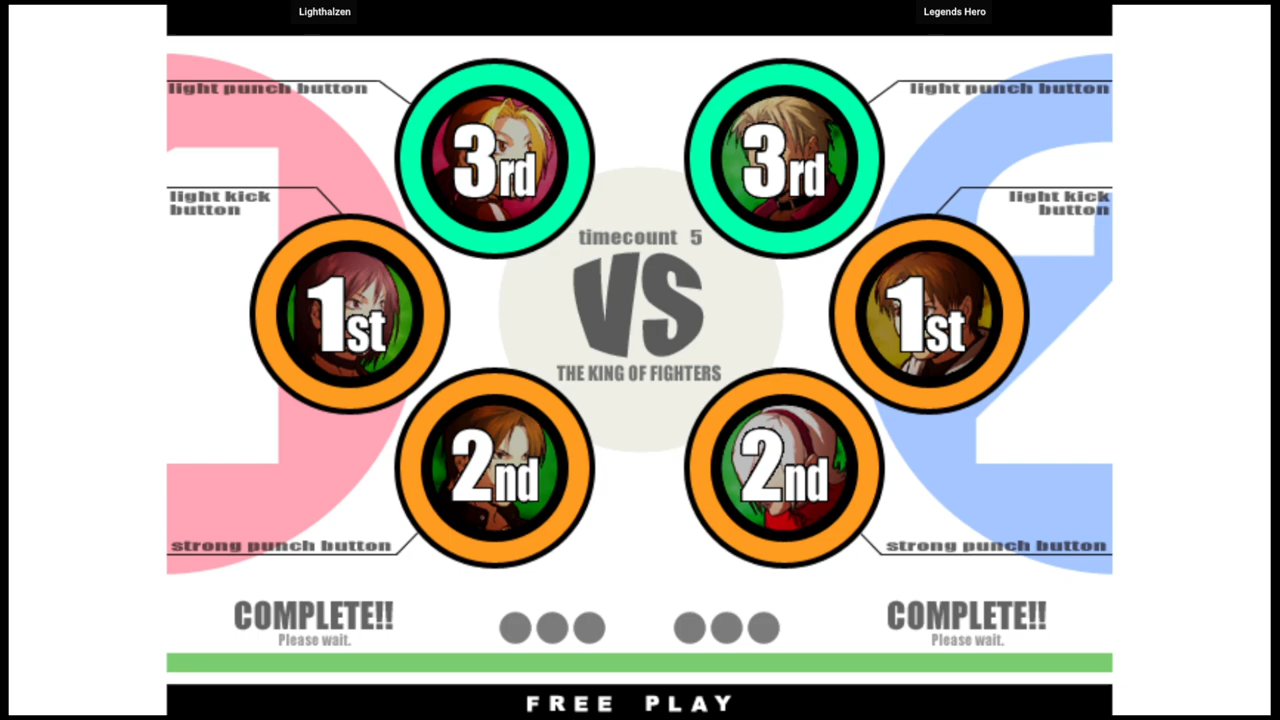 Lighthalzen
Legends Hero
light punch button
light punch button
3rd
3rd
light kick
button
light kick
button
timecount 5
VS
THE KING OF FIGHTERS
1st
1st
2nd
2nd
strong punch button
strong punch button
COMPLETE!!
Please wait.
COMPLETE!!
Please wait.
FREE PLAY
1
2